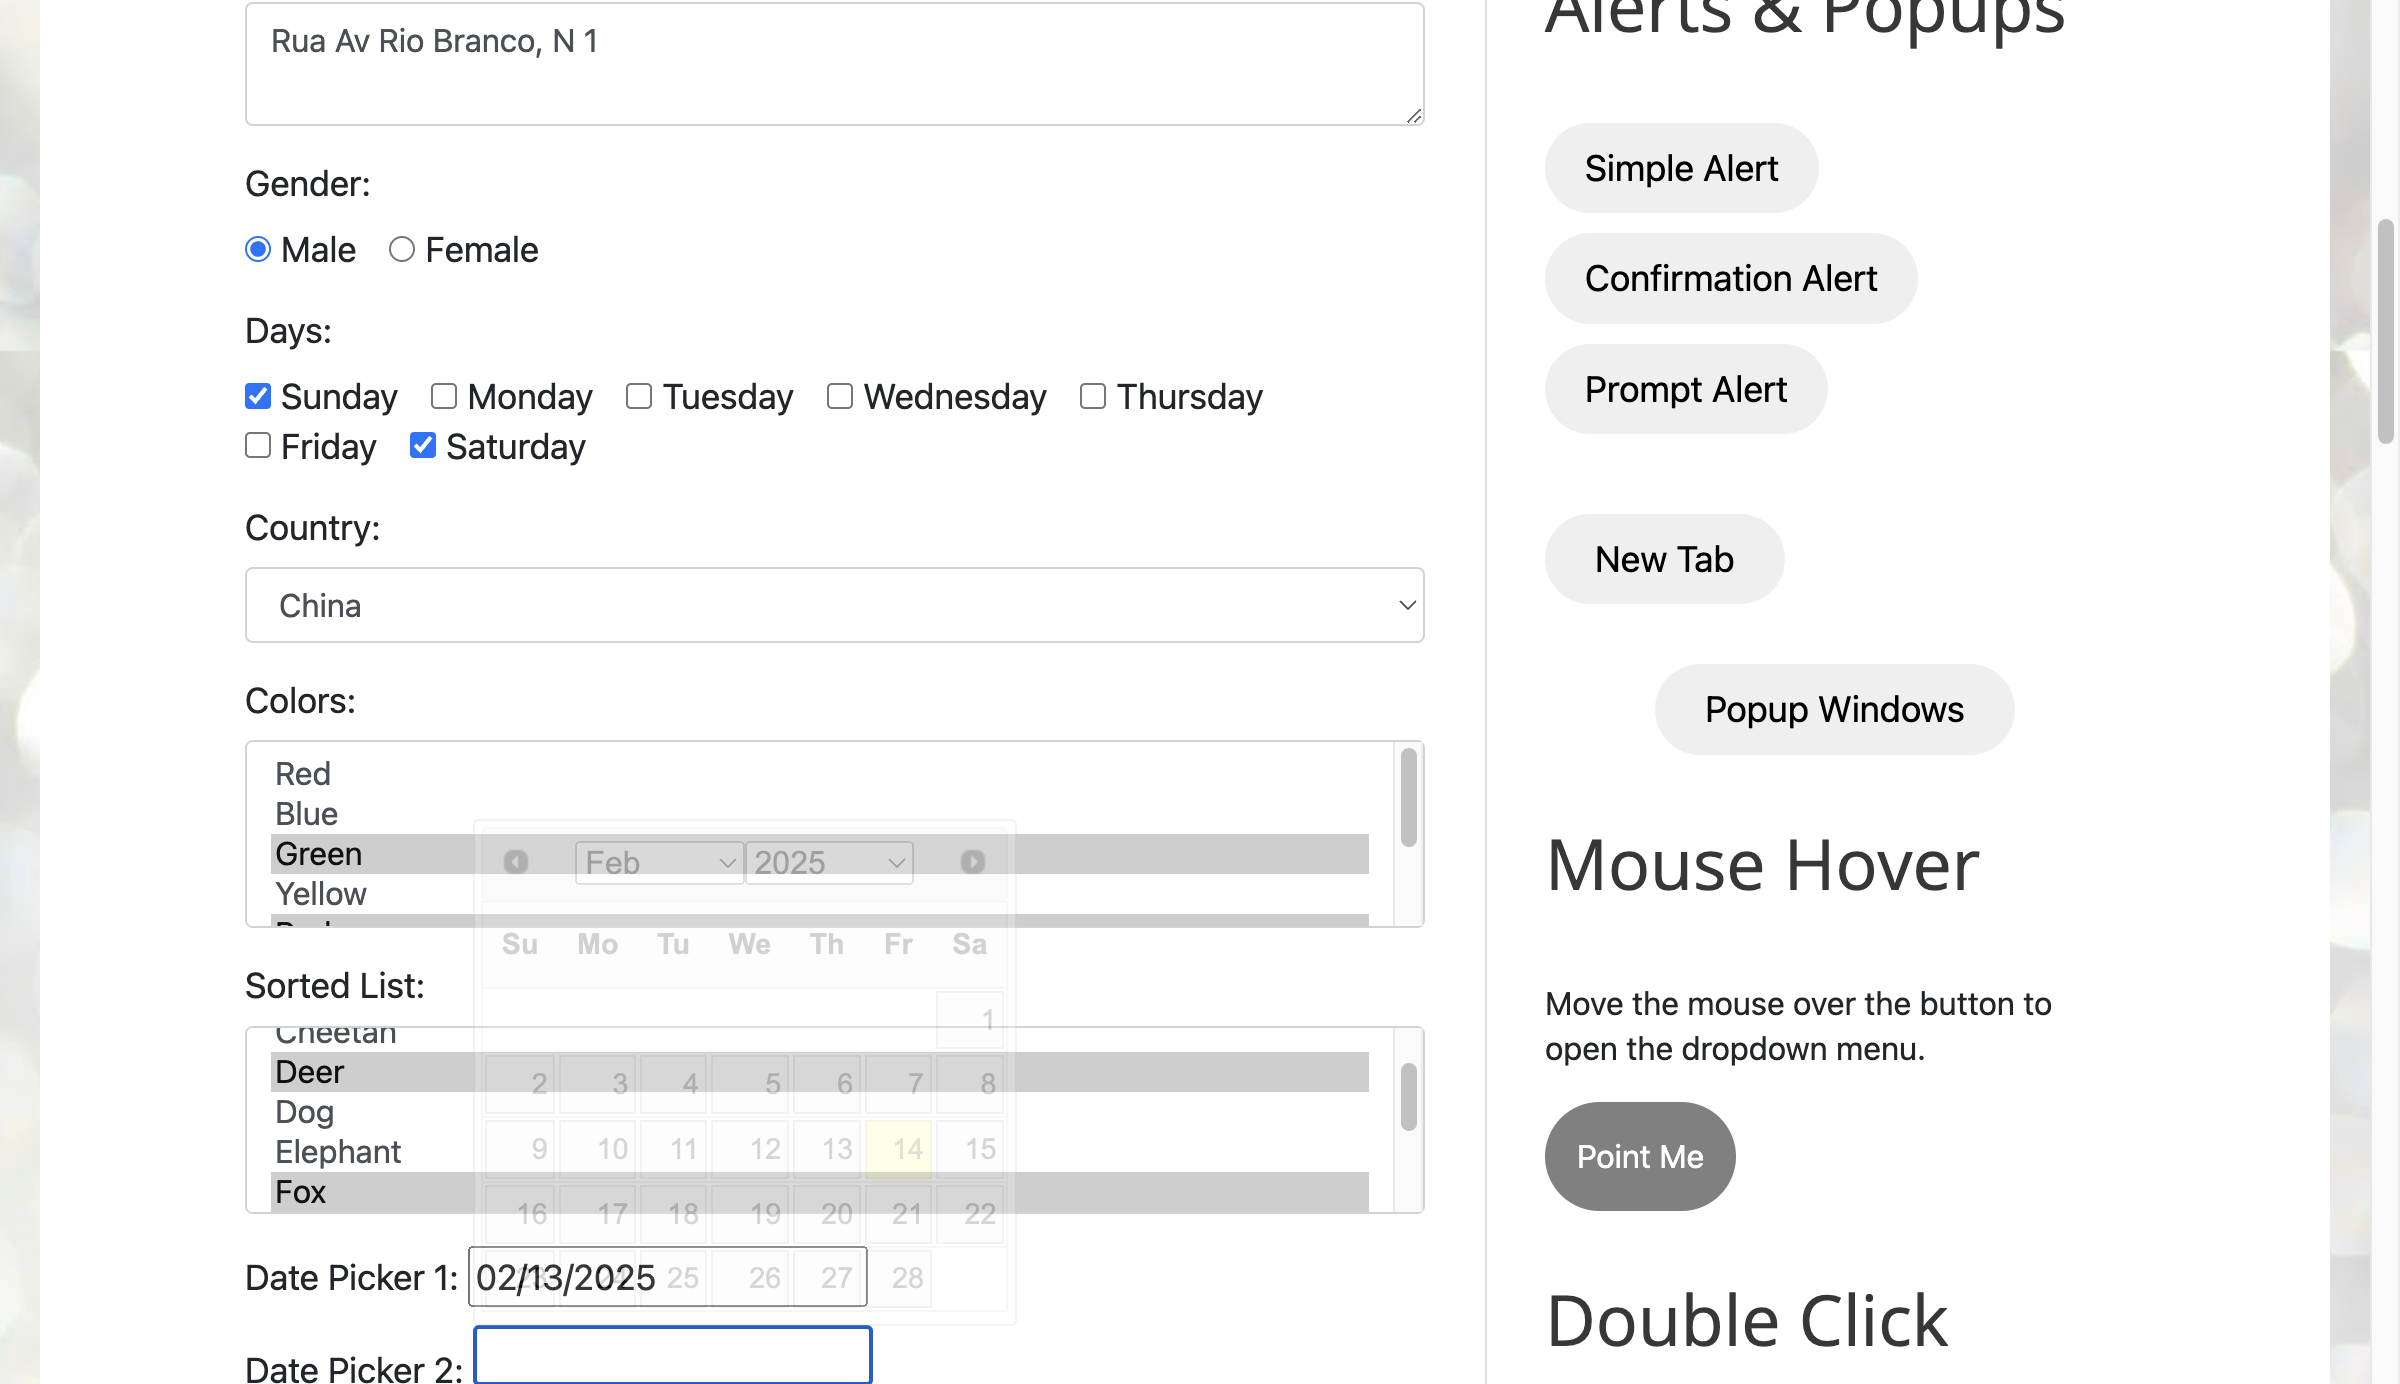 Rua Av Rio Branco, N 1
Gender:
Male Female
Days:
Sunday Monday Tuesday Wednesday Thursday
Friday Saturday
Country:
China
Colors:
Red
Blue
Green
Yellow
Feb 2025
Su Mo Tu We Th Fr Sa
1
2 3 4 5 6 7 8
9 10 11 12 13 14 15
16 17 18 19 20 21 22
23 24 25 26 27 28
Sorted List:
Cheetah
Deer
Dog
Elephant
Fox
Date Picker 1: 02/13/2025
Date Picker 2:
Alerts & Popups
Simple Alert
Confirmation Alert
Prompt Alert
New Tab
Popup Windows
Mouse Hover
Move the mouse over the button to
open the dropdown menu.
Point Me
Double Click